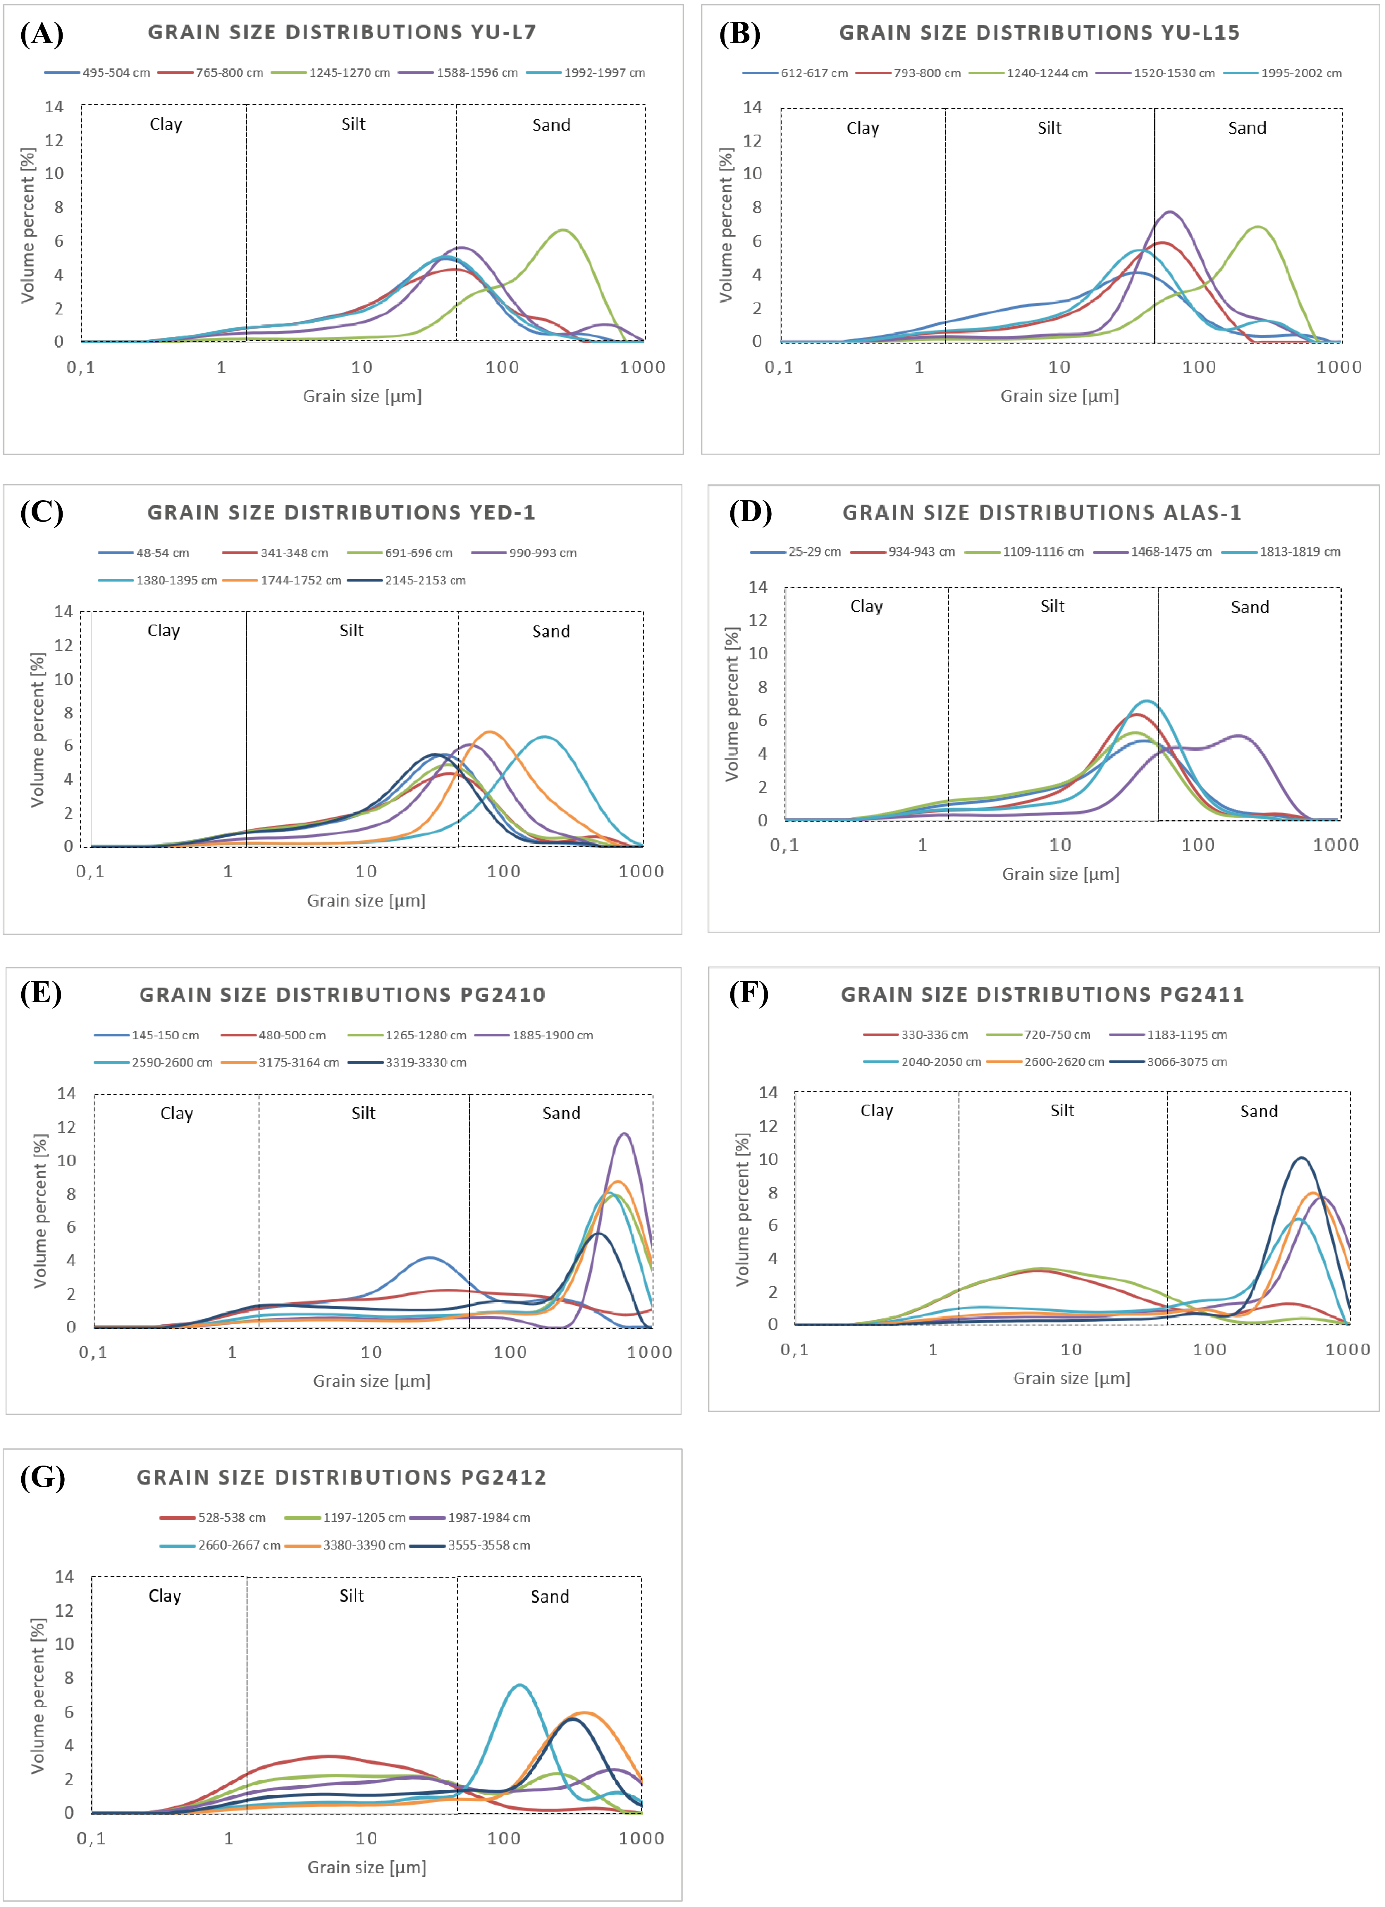 (A) GRAIN SIZE DISTRIBUTIONS YU-L7
495-504 cm 765-800 cm 1245-1270 cm 1588-1596 cm 1992-1997 cm
14
12
10
8
6
4
2
0
Volume percent [%]
Clay Silt Sand
0,1 1 10 100 1000
Grain size [µm]
(B) GRAIN SIZE DISTRIBUTIONS YU-L15
612-617 cm 793-800 cm 1240-1244 cm 1520-1530 cm 1995-2002 cm
14
12
10
8
6
4
2
0
Volume percent [%]
Clay Silt Sand
0,1 1 10 100 1000
Grain size [µm]
(C) GRAIN SIZE DISTRIBUTIONS YED-1
48-54 cm 341-348 cm 691-696 cm 990-993 cm
1380-1395 cm 1744-1752 cm 2145-2153 cm
14
12
10
8
6
4
2
0
Volume percent [%]
Clay Silt Sand
0,1 1 10 100 1000
Grain size [µm]
(D) GRAIN SIZE DISTRIBUTIONS ALAS-1
25-29 cm 934-943 cm 1109-1116 cm 1468-1475 cm 1813-1819 cm
14
12
10
8
6
4
2
0
Volume percent [%]
Clay Silt Sand
0,1 1 10 100 1000
Grain size [µm]
(E) GRAIN SIZE DISTRIBUTIONS PG2410
145-150 cm 480-500 cm 1265-1280 cm 1885-1900 cm
2590-2600 cm 3175-3164 cm 3319-3330 cm
14
12
10
8
6
4
2
0
Volume percent [%]
Clay Silt Sand
0,1 1 10 100 1000
Grain size [µm]
(F) GRAIN SIZE DISTRIBUTIONS PG2411
330-336 cm 720-750 cm 1183-1195 cm
2040-2050 cm 2600-2620 cm 3066-3075 cm
14
12
10
8
6
4
2
0
Volume percent [%]
Clay Silt Sand
0,1 1 10 100 1000
Grain size [µm]
(G) GRAIN SIZE DISTRIBUTIONS PG2412
528-538 cm 1197-1205 cm 1987-1984 cm
2660-2667 cm 3380-3390 cm 3555-3558 cm
14
12
10
8
6
4
2
0
Volume percent [%]
Clay Silt Sand
0,1 1 10 100 1000
Grain size [µm]